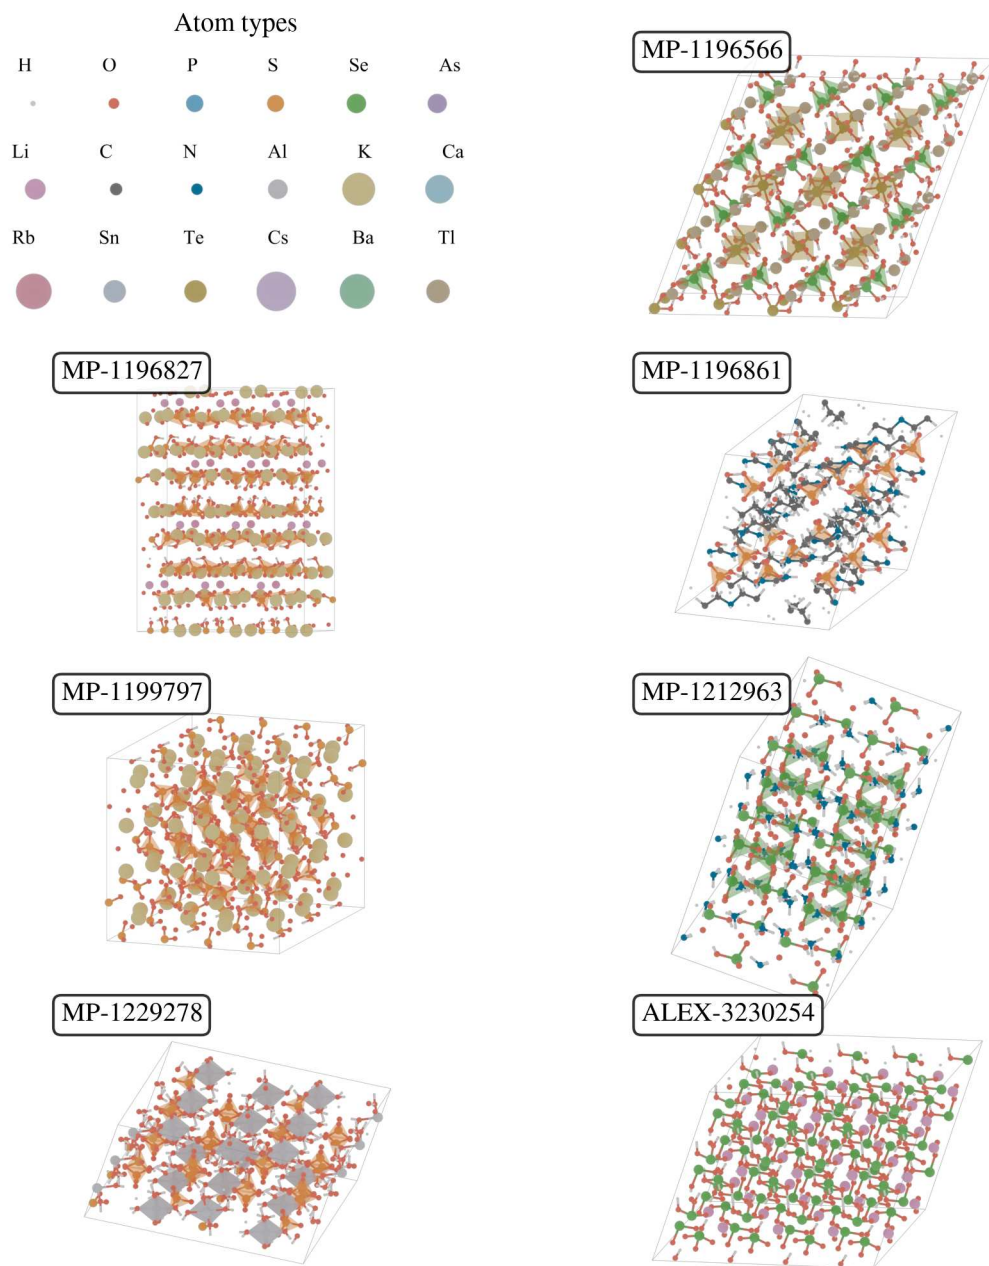 Atom types
H O P S Se As
Li C N Al K Ca
Rb Sn Te Cs Ba Tl
MP-1196566
MP-1196827
MP-1196861
MP-1199797
MP-1212963
MP-1229278
ALEX-3230254